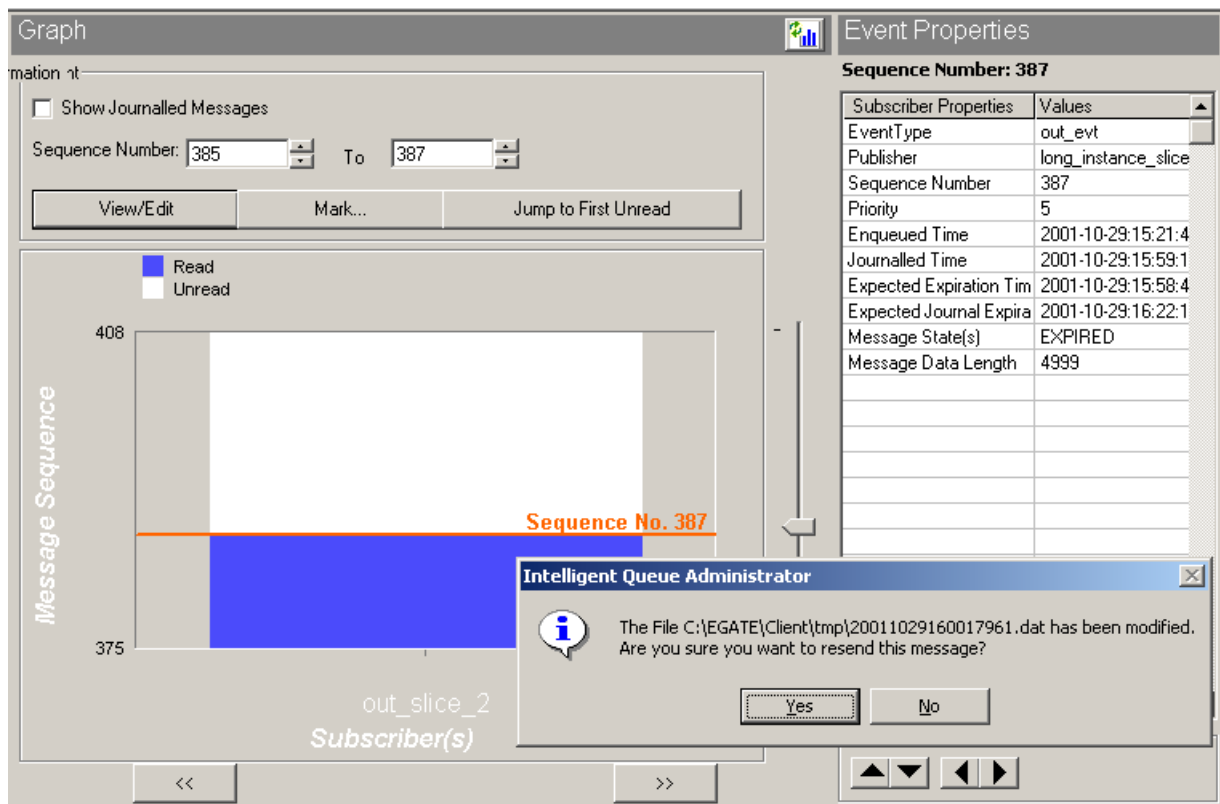 Graph
rmation nt
Show Journalled Messages
Sequence Number: 385 To 387
View/Edit Mark... Jump to First Unread
Read
Unread
408
Message Sequence
Sequence No. 387
375
out_slice_2
Subscriber(s)
<< >>
Event Properties
Sequence Number: 387
Subscriber Properties Values
EventType out_evt
Publisher long_instance_slice
Sequence Number 387
Priority 5
Enqueued Time 2001-10-29:15:21:4
Journalled Time 2001-10-29:15:59:1
Expected Expiration Tim 2001-10-29:15:58:4
Expected Journal Expira 2001-10-29:16:22:1
Message State(s) EXPIRED
Message Data Length 4999
Intelligent Queue Administrator
The File C:\EGATE\Client\tmp\20011029160017961.dat has been modified.
Are you sure you want to resend this message?
Yes No